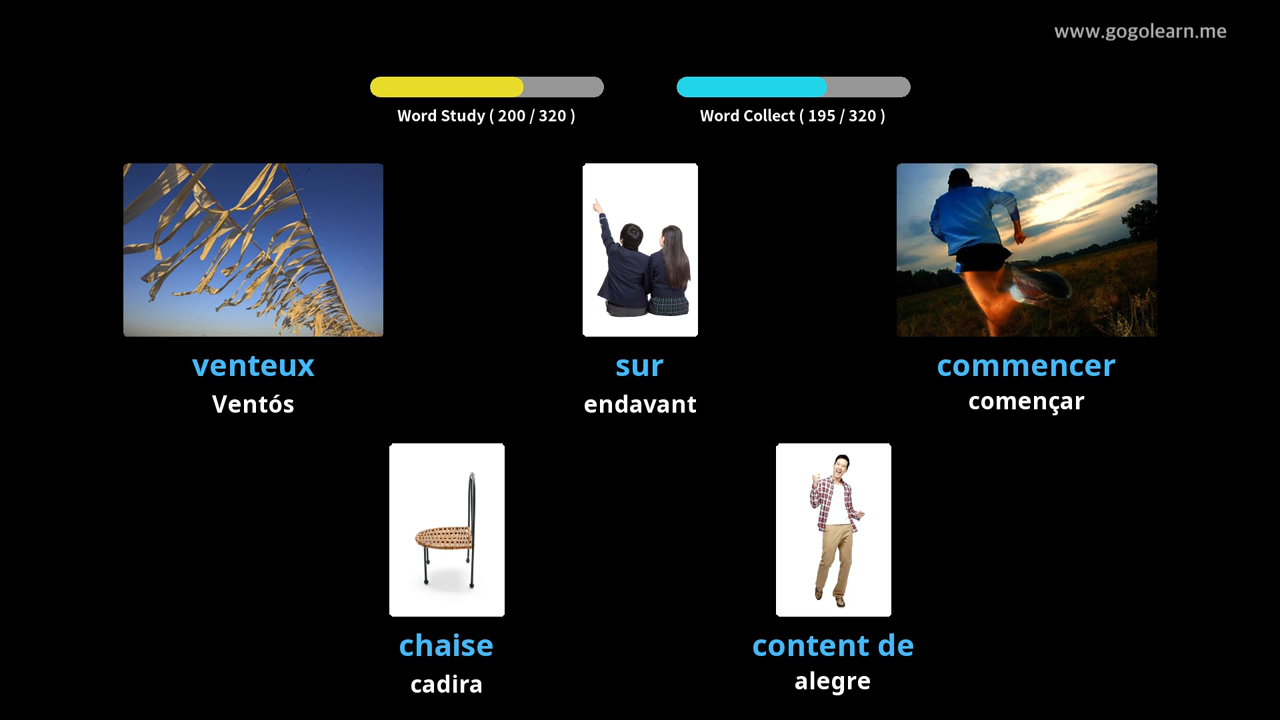 www.gogolearn.me
Word Study ( 200 / 320 )
Word Collect ( 195 / 320 )
venteux
Ventós
sur
endavant
commencer
començar
chaise
cadira
content de
alegre